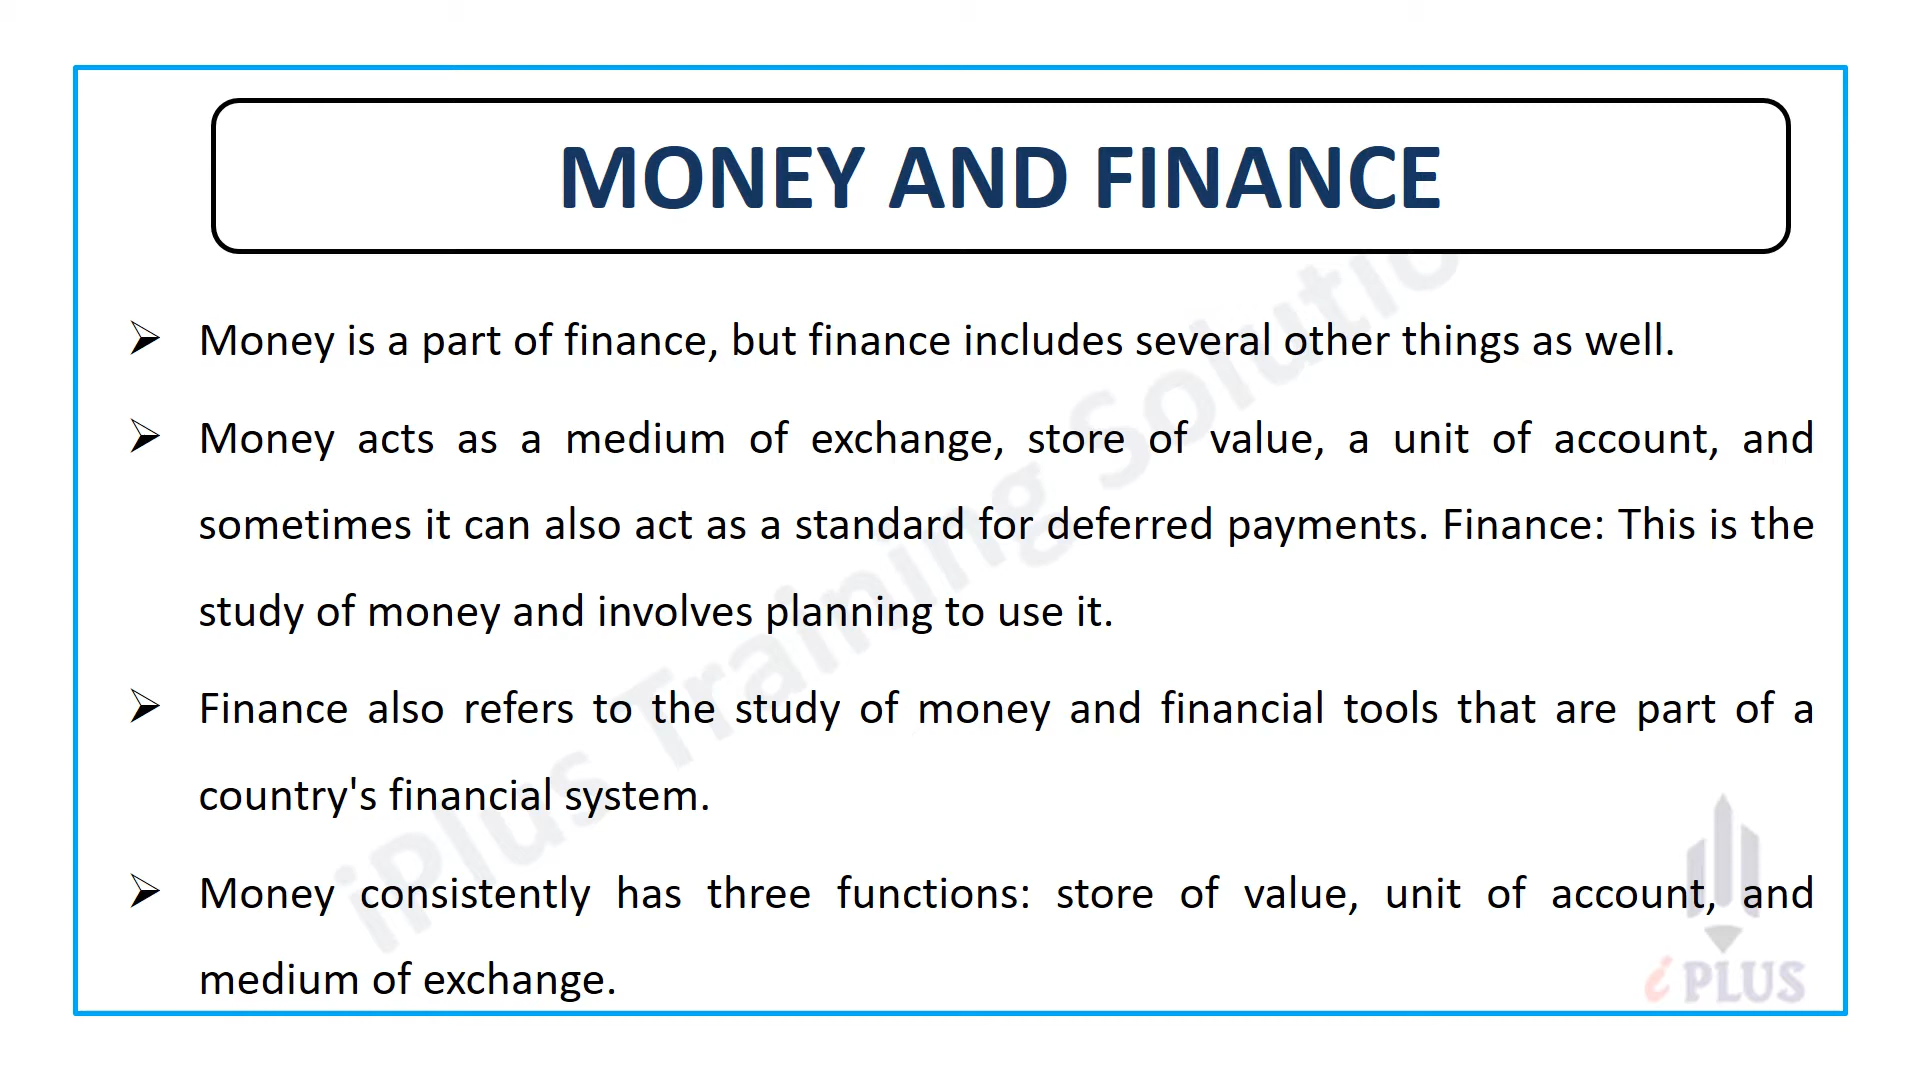 MONEY AND FINANCE
Money is a part of finance, but finance includes several other things as well.
Money acts as a medium of exchange, store of value, a unit of account, and
sometimes it can also act as a standard for deferred payments. Finance: This is the
study of money and involves planning to use it.
Finance also refers to the study of money and financial tools that are part of a
country's financial system.
Money consistently has three functions: store of value, unit of account, and
medium of exchange.
iPlus Training Solutio
i PLUS